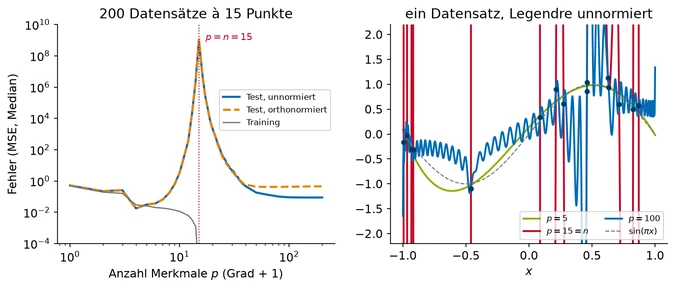 200 Datensätze à 15 Punkte
Fehler (MSE, Median)
10^10
10^8
10^6
10^4
10^2
10^0
10^−2
10^−4
p = n = 15
Test, unnormiert
Test, orthonormiert
Training
10^0
10^1
10^2
Anzahl Merkmale p (Grad + 1)
ein Datensatz, Legendre unnormiert
2.0
1.5
1.0
0.5
0.0
−0.5
−1.0
−1.5
−2.0
p = 5
p = 15 = n
p = 100
sin(πx)
−1.0
−0.5
0.0
0.5
1.0
x